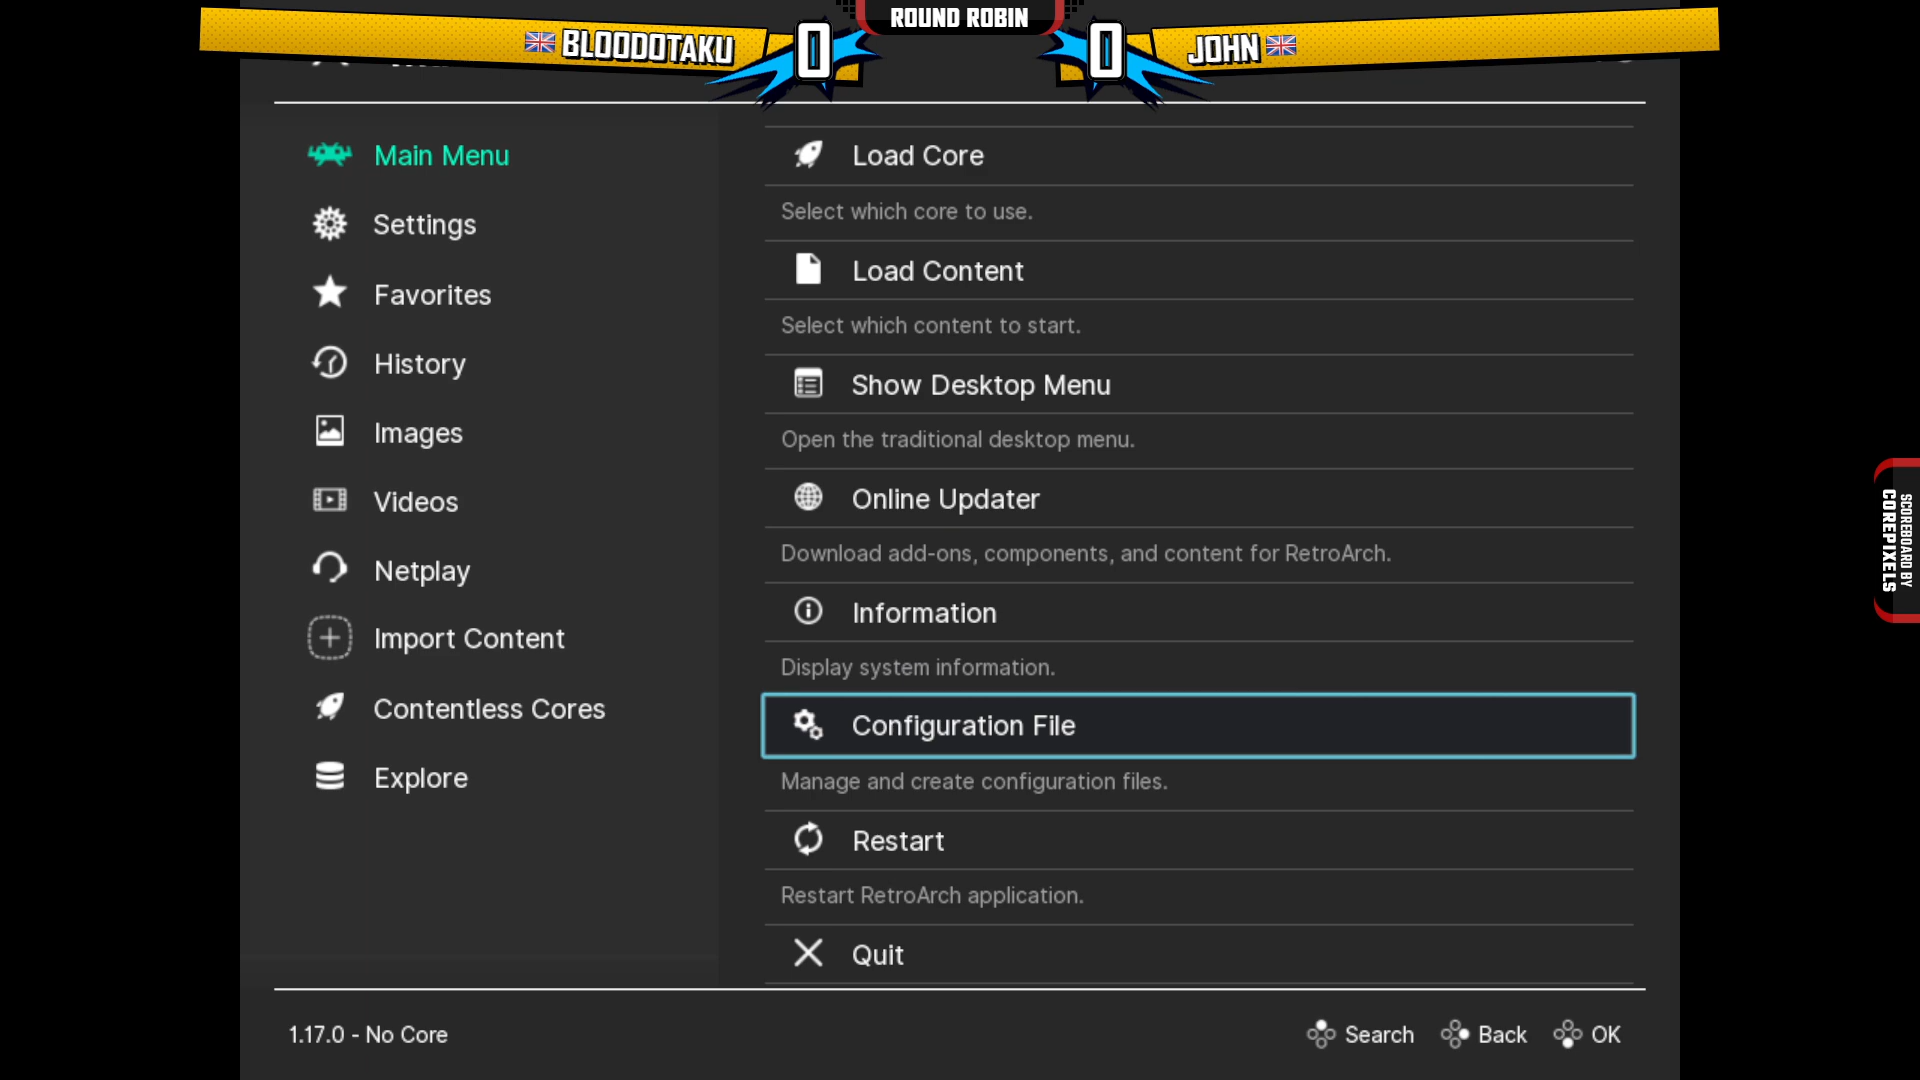 ROUND ROBIN
BLOODOTAKU
0
0
JOHN
Main Menu
Settings
Favorites
History
Images
Videos
Netplay
Import Content
Contentless Cores
Explore
Load Core
Select which core to use.
Load Content
Select which content to start.
Show Desktop Menu
Open the traditional desktop menu.
Online Updater
Download add-ons, components, and content for RetroArch.
Information
Display system information.
Configuration File
Manage and create configuration files.
Restart
Restart RetroArch application.
Quit
SCOREBOARD BY
COREPIXELS
1.17.0 - No Core
Search
Back
OK